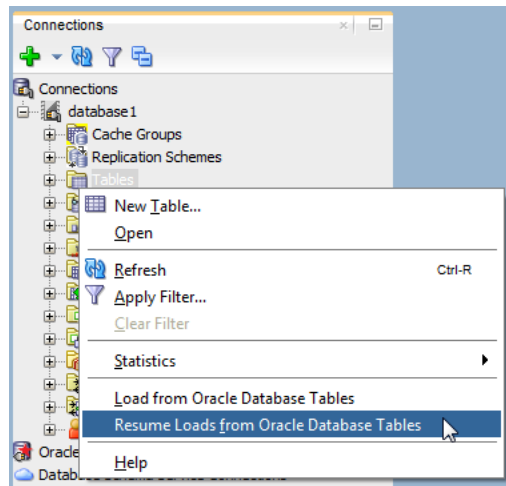 Connections
Connections
database1
Cache Groups
Replication Schemes
Tables
New Table...
Open
Refresh Ctrl-R
Apply Filter...
Clear Filter
Statistics
Load from Oracle Database Tables
Resume Loads from Oracle Database Tables
Help
Oracle